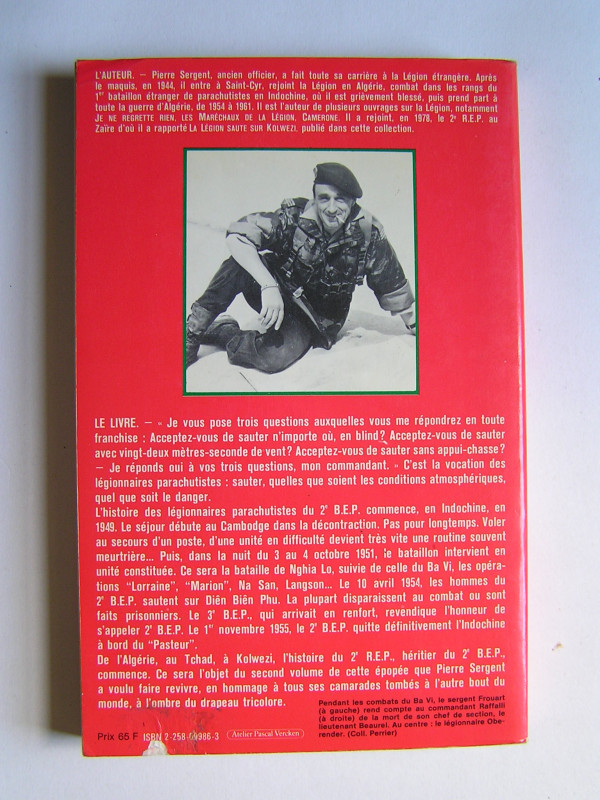 L'AUTEUR. – Pierre Sergent, ancien officier, a fait toute sa carrière à la Légion étrangère. Après
le maquis, en 1944, il entre à Saint-Cyr, rejoint la Légion en Algérie, combat dans les rangs du
1er bataillon étranger de parachutistes en Indochine, où il est grièvement blessé, puis prend part à
toute la guerre d'Algérie, de 1954 à 1961. Il est l'auteur de plusieurs ouvrages sur la Légion, notamment
JE NE REGRETTE RIEN, LES MARÉCHAUX DE LA LÉGION, CAMERONE. Il a rejoint, en 1978, le 2e R.E.P. au
Zaïre d'où il a rapporté LA LÉGION SAUTE SUR KOLWEZI, publié dans cette collection.
LE LIVRE. – « Je vous pose trois questions auxquelles vous me répondrez en toute
franchise : Acceptez-vous de sauter n'importe où, en blind? Acceptez-vous de sauter
avec vingt-deux mètres-seconde de vent? Acceptez-vous de sauter sans appui-chasse?
– Je réponds oui à vos trois questions, mon commandant. » C'est la vocation des
légionnaires parachutistes : sauter, quelles que soient les conditions atmosphériques,
quel que soit le danger.
L'histoire des légionnaires parachutistes du 2e B.E.P. commence, en Indochine, en
1949. Le séjour débute au Cambodge dans la décontraction. Pas pour longtemps. Voler
au secours d'un poste, d'une unité en difficulté devient très vite une routine souvent
meurtrière... Puis, dans la nuit du 3 au 4 octobre 1951, le bataillon intervient en
unité constituée. Ce sera la bataille de Nghia Lo, suivie de celle du Ba Vi, les opéra-
tions "Lorraine", "Marion", Na San, Langson... Le 10 avril 1954, les hommes du
2e B.E.P. sautent sur Diên Biên Phu. La plupart disparaissent au combat ou sont
faits prisonniers. Le 3e B.E.P., qui arrivait en renfort, revendique l'honneur de
s'appeler 2e B.E.P. Le 1er novembre 1955, le 2e B.E.P. quitte définitivement l'Indochine
à bord du "Pasteur".
De l'Algérie, au Tchad, à Kolwezi, l'histoire du 2e R.E.P., héritier du 2e B.E.P.,
commence. Ce sera l'objet du second volume de cette épopée que Pierre Sergent
a voulu faire revivre, en hommage à tous ses camarades tombés à l'autre bout du
monde, à l'ombre du drapeau tricolore.
Pendant les combats du Ba Vi, le sergent Frouart
(à gauche) rend compte au commandant Raffalli
(à droite) de la mort de son chef de section, le
lieutenant Beaurel. Au centre : le légionnaire Obe-
render. (Coll. Perrier)
Prix 65 F ISBN 2-258-00986-3 Atelier Pascal Vercken